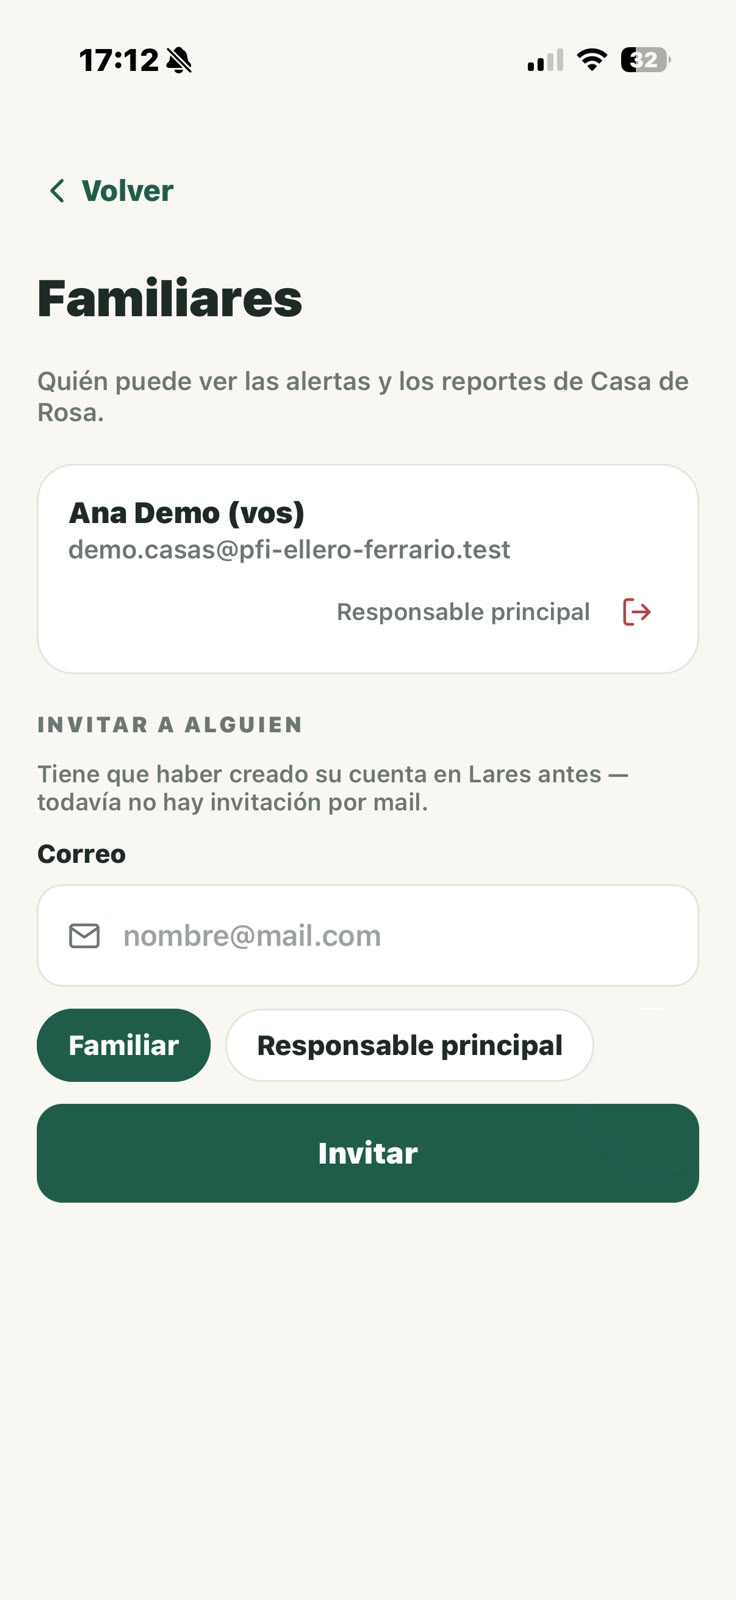 17:12
32
Volver
Familiares
Quién puede ver las alertas y los reportes de Casa de
Rosa.
Ana Demo (vos)
demo.casas@pfi-ellero-ferrario.test
Responsable principal
INVITAR A ALGUIEN
Tiene que haber creado su cuenta en Lares antes —
todavía no hay invitación por mail.
Correo
nombre@mail.com
Familiar
Responsable principal
Invitar